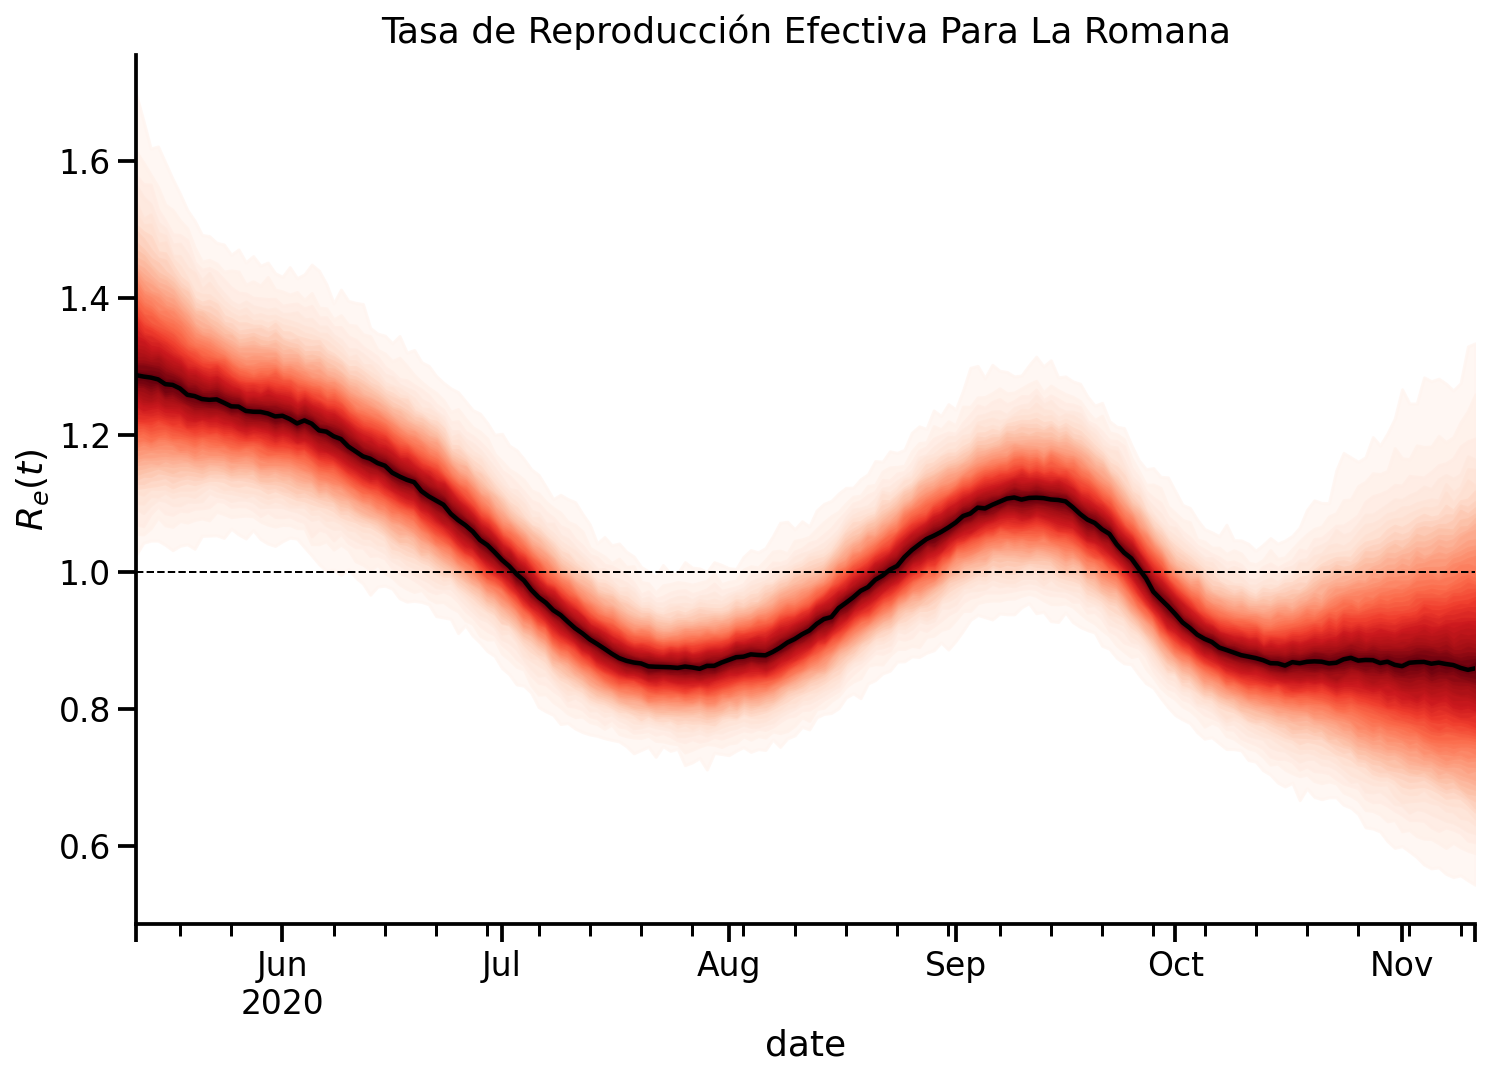 Tasa de Reproducción Efectiva Para La Romana
1.6
1.4
1.2
1.0
0.8
0.6
Re(t)
Jun Jul Aug Sep Oct Nov
2020
date